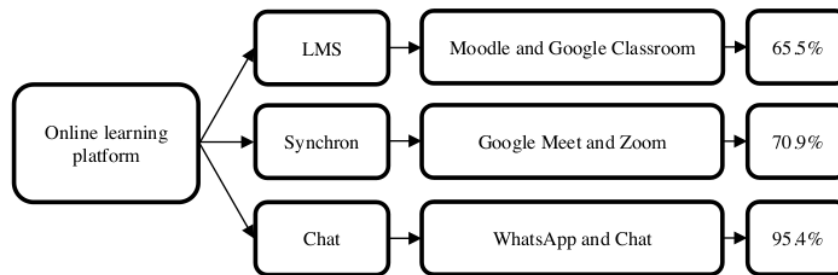 LMS
Moodle and Google Classroom
65.5%
Online learning
platform
Synchron
Google Meet and Zoom
70.9%
Chat
WhatsApp and Chat
95.4%